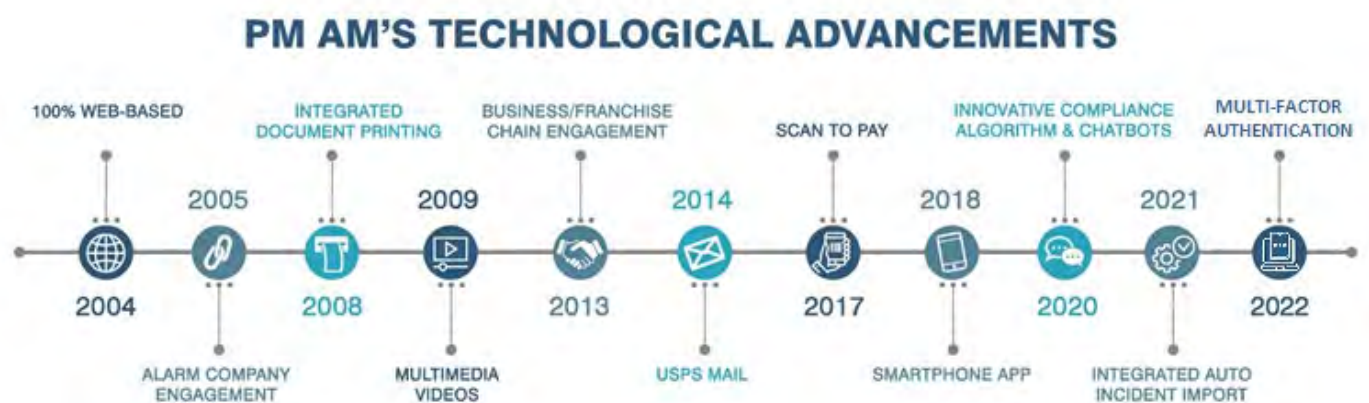 PM AM'S TECHNOLOGICAL ADVANCEMENTS
100% WEB-BASED
2004
2005
ALARM COMPANY
ENGAGEMENT
INTEGRATED
DOCUMENT PRINTING
2008
2009
MULTIMEDIA
VIDEOS
BUSINESS/FRANCHISE
CHAIN ENGAGEMENT
2013
2014
USPS MAIL
SCAN TO PAY
2017
2018
SMARTPHONE APP
INNOVATIVE COMPLIANCE
ALGORITHM & CHATBOTS
2020
2021
INTEGRATED AUTO
INCIDENT IMPORT
MULTI-FACTOR
AUTHENTICATION
2022